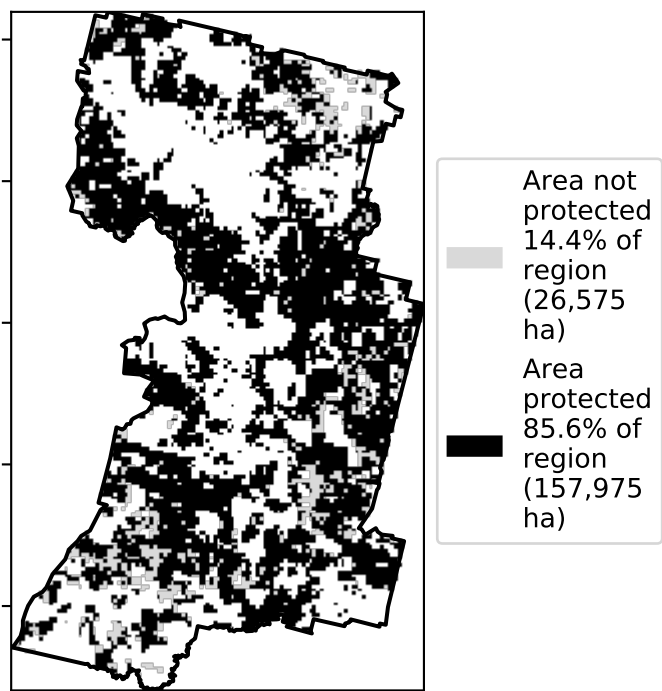 Area not
protected
14.4% of
region
(26,575
ha)
Area
protected
85.6% of
region
(157,975
ha)